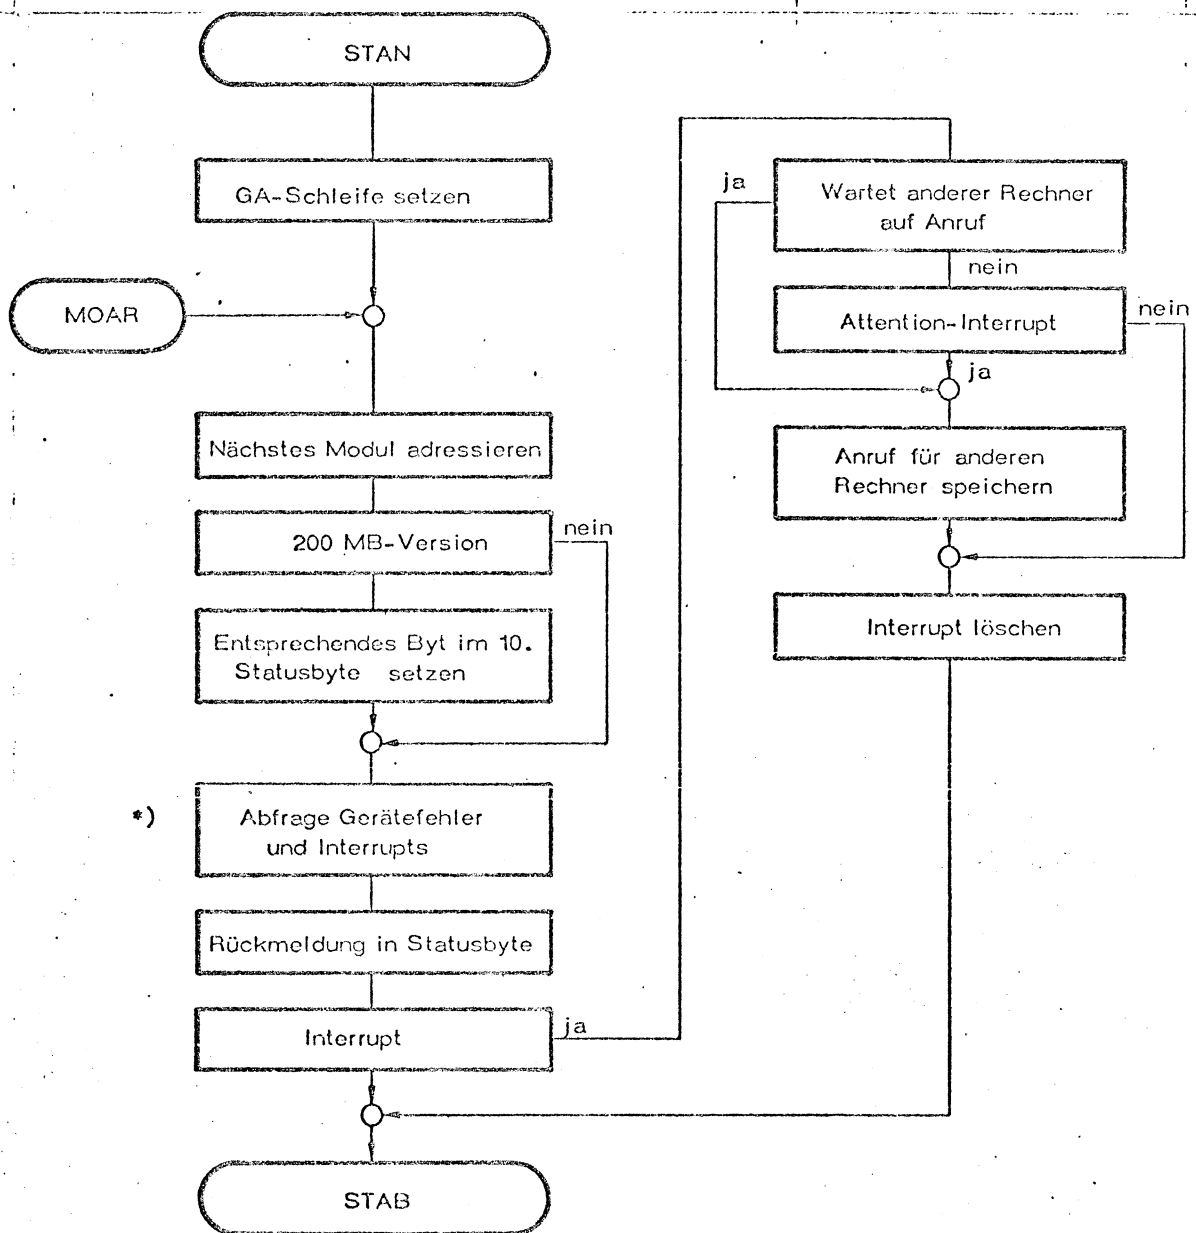 STAN
GA-Schleife setzen
MOAR
Nächstes Modul adressieren
200 MB-Version
nein
Entsprechendes Byt im 10.
Statusbyte setzen
*)
Abfrage Gerätefehler
und Interrupts
Rückmeldung in Statusbyte
Interrupt
ja
STAB
ja
Wartet anderer Rechner
auf Anruf
nein
Attention-Interrupt
nein
ja
Anruf für anderen
Rechner speichern
Interrupt löschen